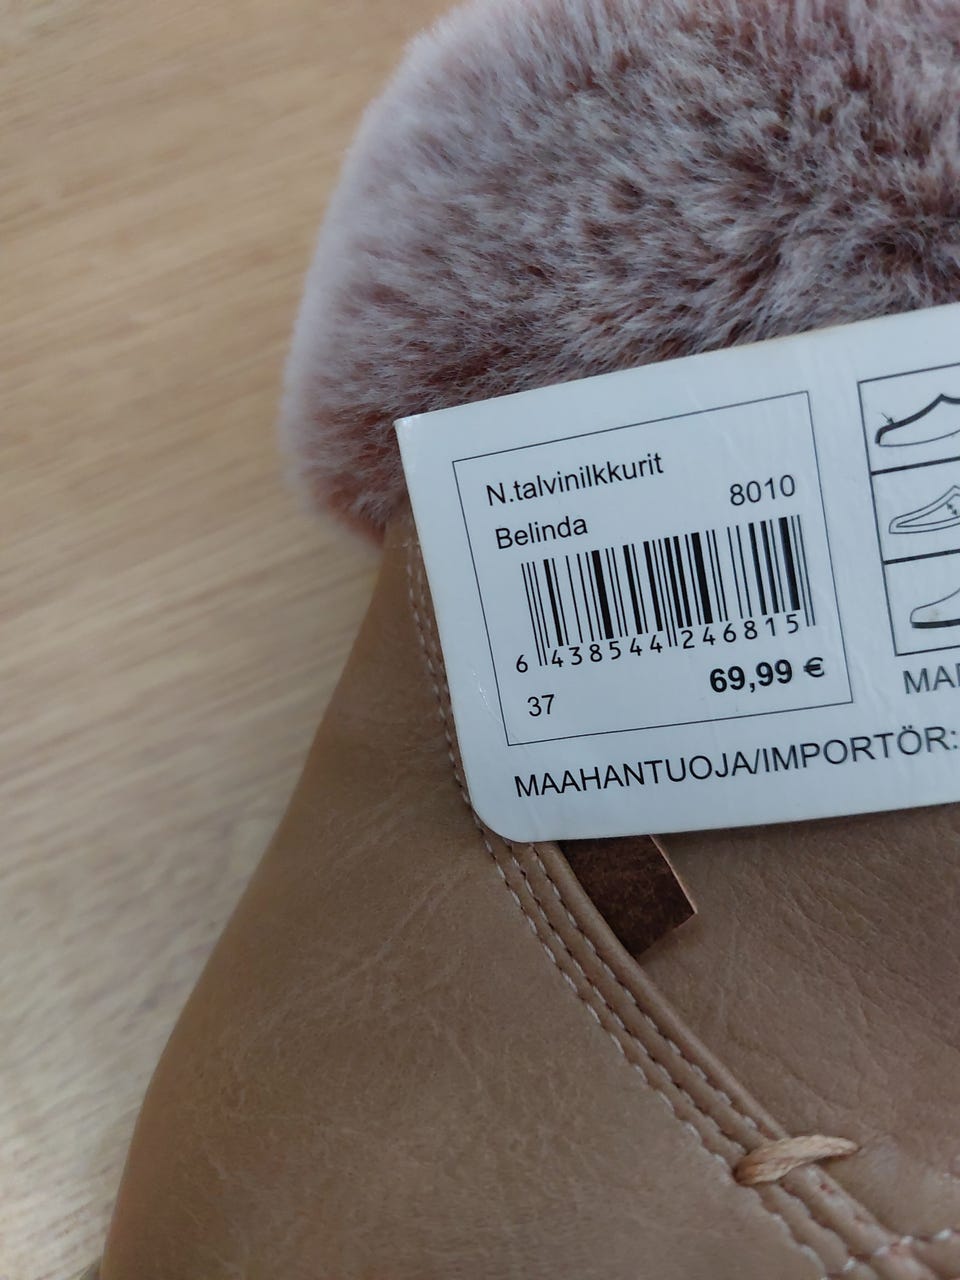 N.talvinilkkurit
Belinda 8010
6 438544 246815
37 69,99 €
MAAHANTUOJA/IMPORTÖR: